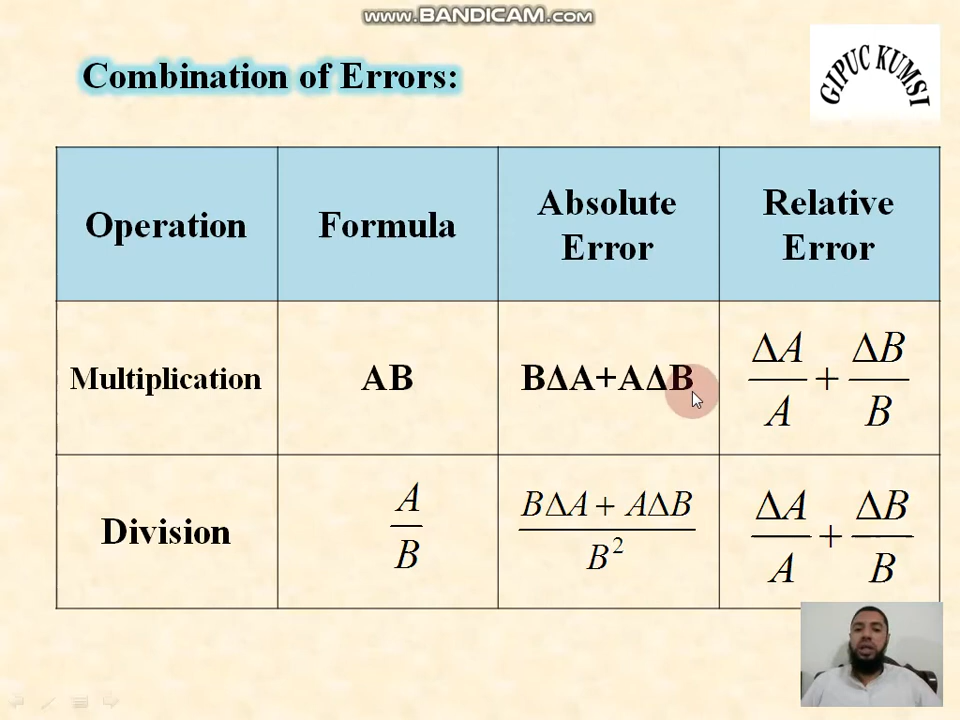 www.BANDICAM.com
Combination of Errors:
GIPUC KUMSI
Operation
Formula
Absolute
Error
Relative
Error
Multiplication
AB
BΔA+AΔB
ΔA/A + ΔB/B
Division
A/B
(BΔA + AΔB)/B²
ΔA/A + ΔB/B